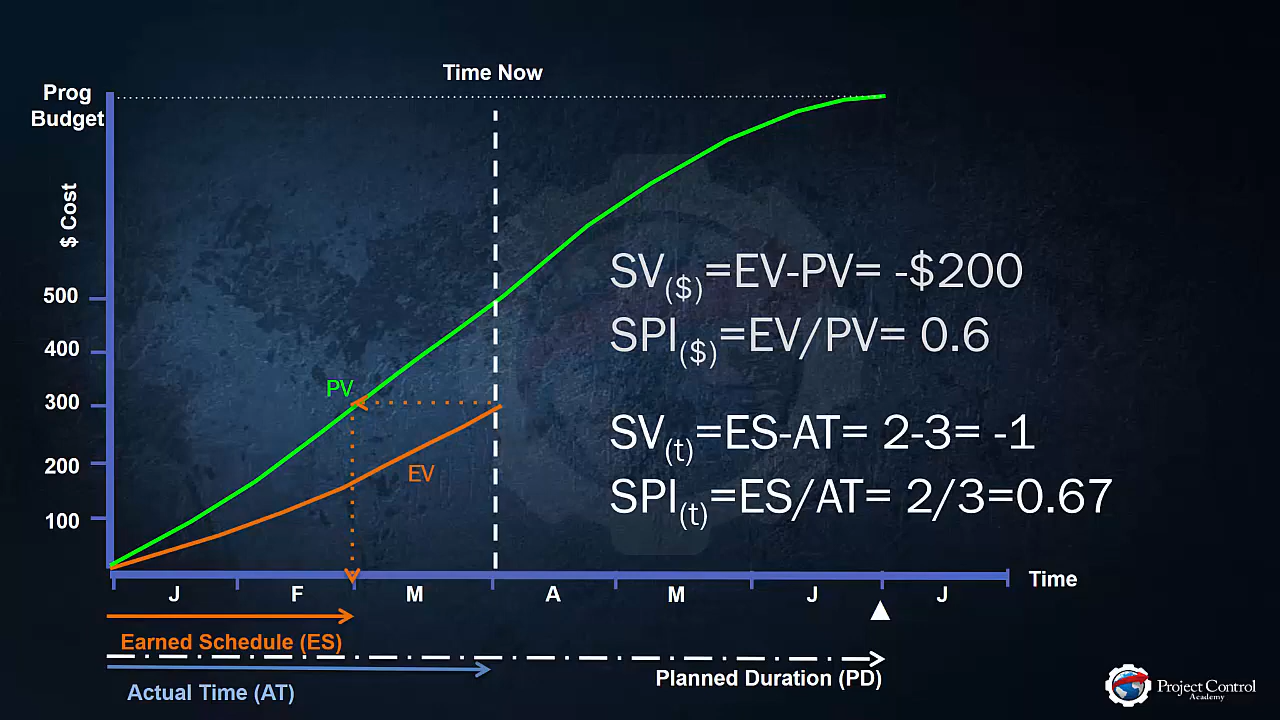 Time Now
Prog
Budget
$ Cost
500
400
300
200
100
PV
EV
SV($)=EV-PV= -$200
SPI($)=EV/PV= 0.6
SV(t)=ES-AT= 2-3= -1
SPI(t)=ES/AT= 2/3=0.67
J F M A M J J Time
Earned Schedule (ES)
Planned Duration (PD)
Actual Time (AT)
Project Control
Academy